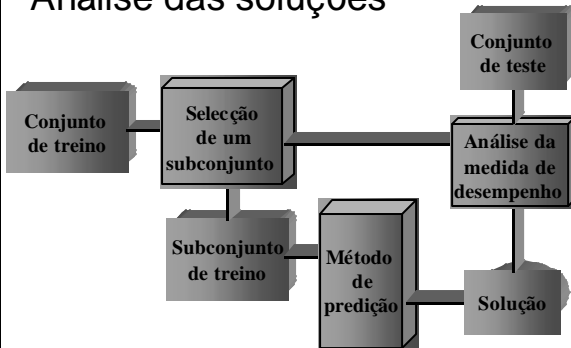 Análise das soluções
Conjunto
de teste
Conjunto
de treino
Selecção
de um
subconjunto
Análise da
medida de
desempenho
Subconjunto
de treino
Método
de
predição
Solução